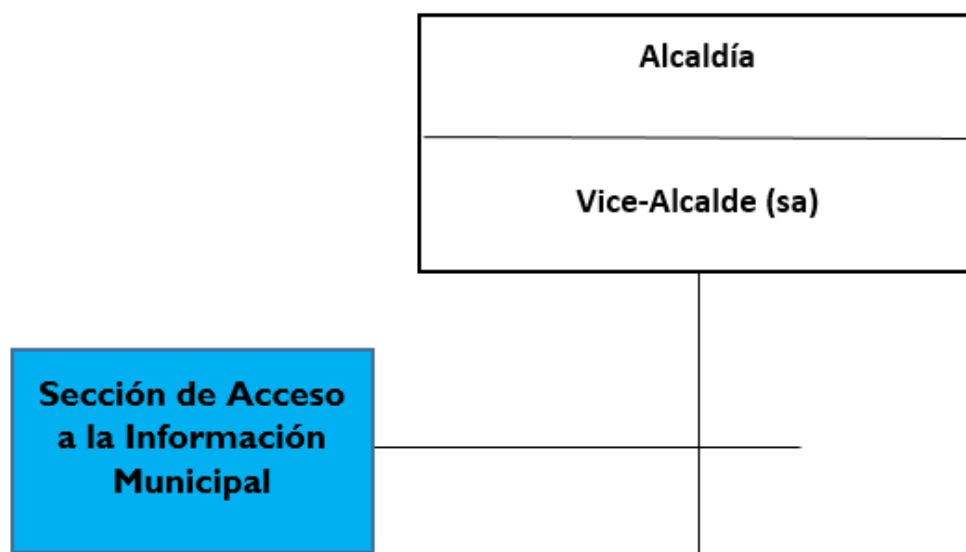 Alcaldía
Vice-Alcalde (sa)
Sección de Acceso
a la Información
Municipal